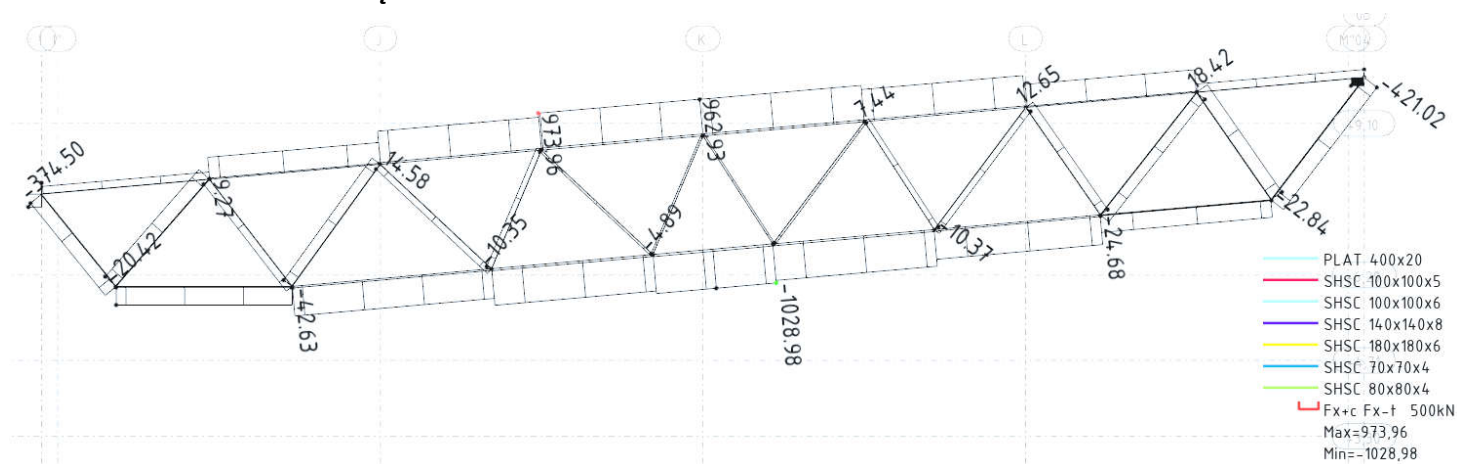 J
K
L
-374.50
-20.42
9.27
-42.63
14.58
-10.35
973.96
-4.89
962.93
-1028.98
7.44
-10.37
12.65
-24.68
18.42
-22.84
-421.02
PLAT 400x20
SHSC 100x100x5
SHSC 100x100x6
SHSC 140x140x8
SHSC 180x180x6
SHSC 70x70x4
SHSC 80x80x4
Fx+c Fx-t 500kN
Max=973,96
Min=-1028,98